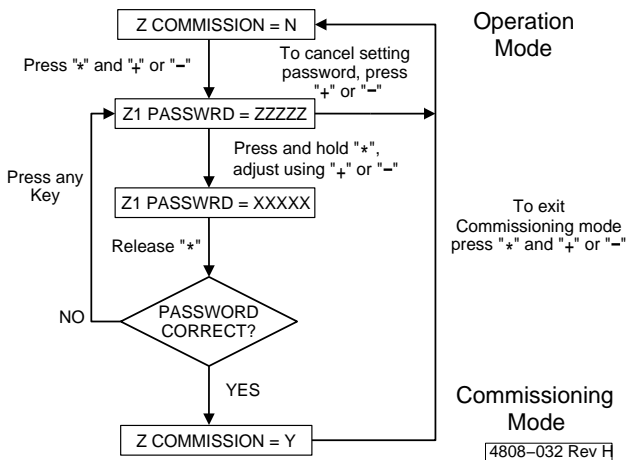 Z COMMISSION = N
Operation
Mode
Press "*" and "+" or "−"
To cancel setting
password, press
"+" or "−"
Z1 PASSWRD = ZZZZZ
Press and hold "*",
adjust using "+" or "−"
Press any
Key
Z1 PASSWRD = XXXXX
To exit
Commissioning mode
press "*" and "+" or "−"
Release "*"
NO
PASSWORD
CORRECT?
YES
Commissioning
Mode
Z COMMISSION = Y
4808−032 Rev H